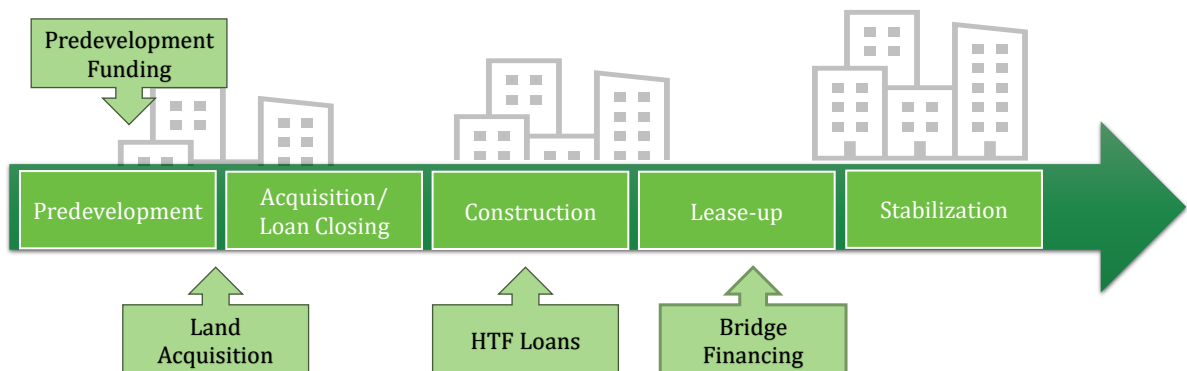 Predevelopment
Funding
Predevelopment
Acquisition/
Loan Closing
Construction
Lease-up
Stabilization
Land
Acquisition
HTF Loans
Bridge
Financing